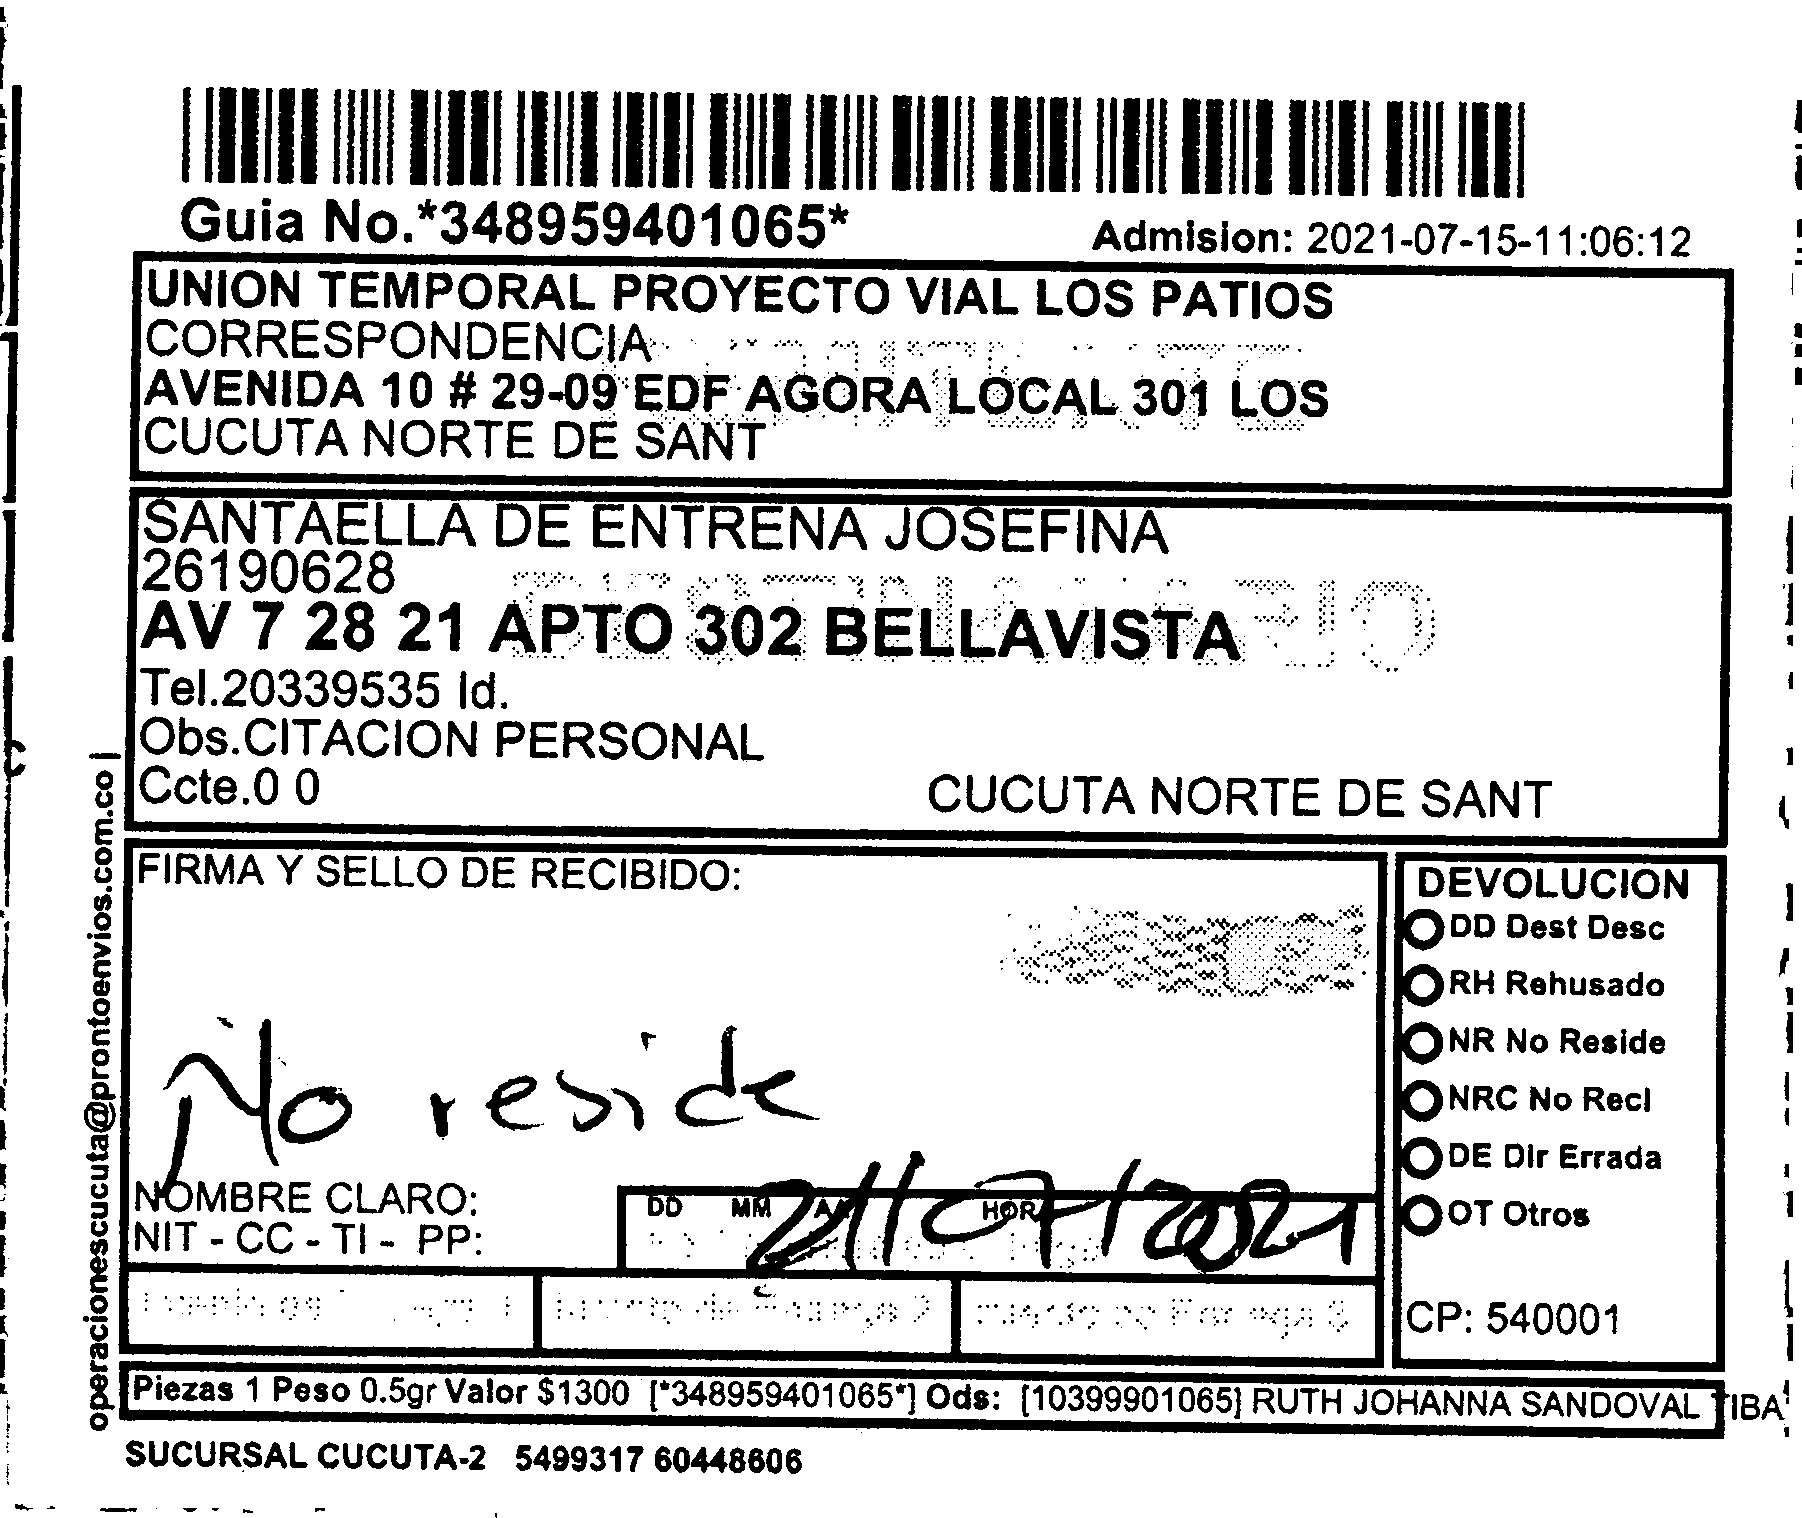 Guia No.*348959401065*
Admision: 2021-07-15-11:06:12
UNION TEMPORAL PROYECTO VIAL LOS PATIOS
CORRESPONDENCIA
AVENIDA 10 # 29-09 EDF AGORA LOCAL 301 LOS
CUCUTA NORTE DE SANT
SANTAELLA DE ENTRENA JOSEFINA
26190628
AV 7 28 21 APTO 302 BELLAVISTA
Tel.20339535 Id.
Obs.CITACION PERSONAL
Ccte.0 0
CUCUTA NORTE DE SANT
operacionescucuta@prontoenvios.com.co |
FIRMA Y SELLO DE RECIBIDO:
No reside
NOMBRE CLARO:
NIT - CC - TI - PP:
DD MM AA HORA
21/07/2021
DEVOLUCION
DD Dest Desc
RH Rehusado
NR No Reside
NRC No Recl
DE Dir Errada
OT Otros
CP: 540001
Piezas 1 Peso 0.5gr Valor $1300 [*348959401065*] Ods: [10399901065] RUTH JOHANNA SANDOVAL TIBA
SUCURSAL CUCUTA-2 5499317 60448606